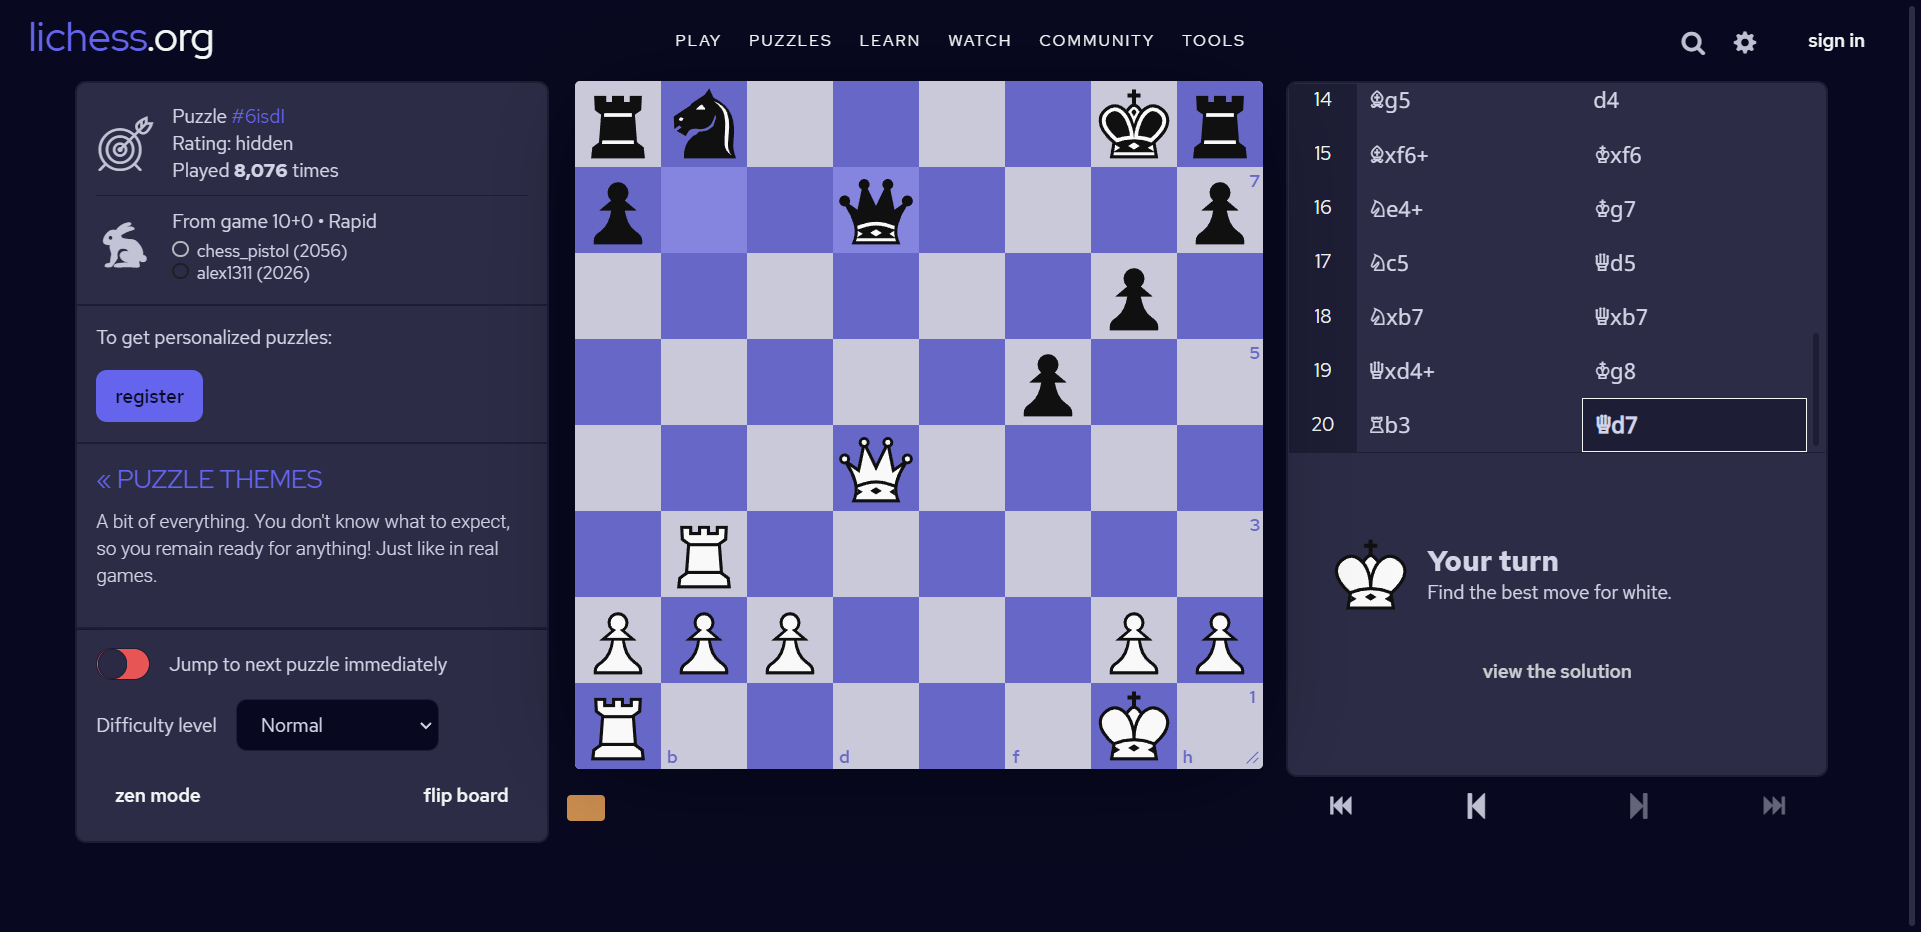 lichess.org
PLAY PUZZLES LEARN WATCH COMMUNITY TOOLS
sign in
Puzzle #6isdl
Rating: hidden
Played 8,076 times
From game 10+0 • Rapid
chess_pistol (2056)
alex1311 (2026)
To get personalized puzzles:
register
« PUZZLE THEMES
A bit of everything. You don't know what to expect,
so you remain ready for anything! Just like in real
games.
Jump to next puzzle immediately
Difficulty level Normal
zen mode flip board
7
5
3
1
b d f h
14 ♗g5 d4
15 ♗xf6+ ♔xf6
16 ♘e4+ ♔g7
17 ♘c5 ♕d5
18 ♘xb7 ♕xb7
19 ♕xd4+ ♔g8
20 ♖b3 ♕d7
Your turn
Find the best move for white.
view the solution